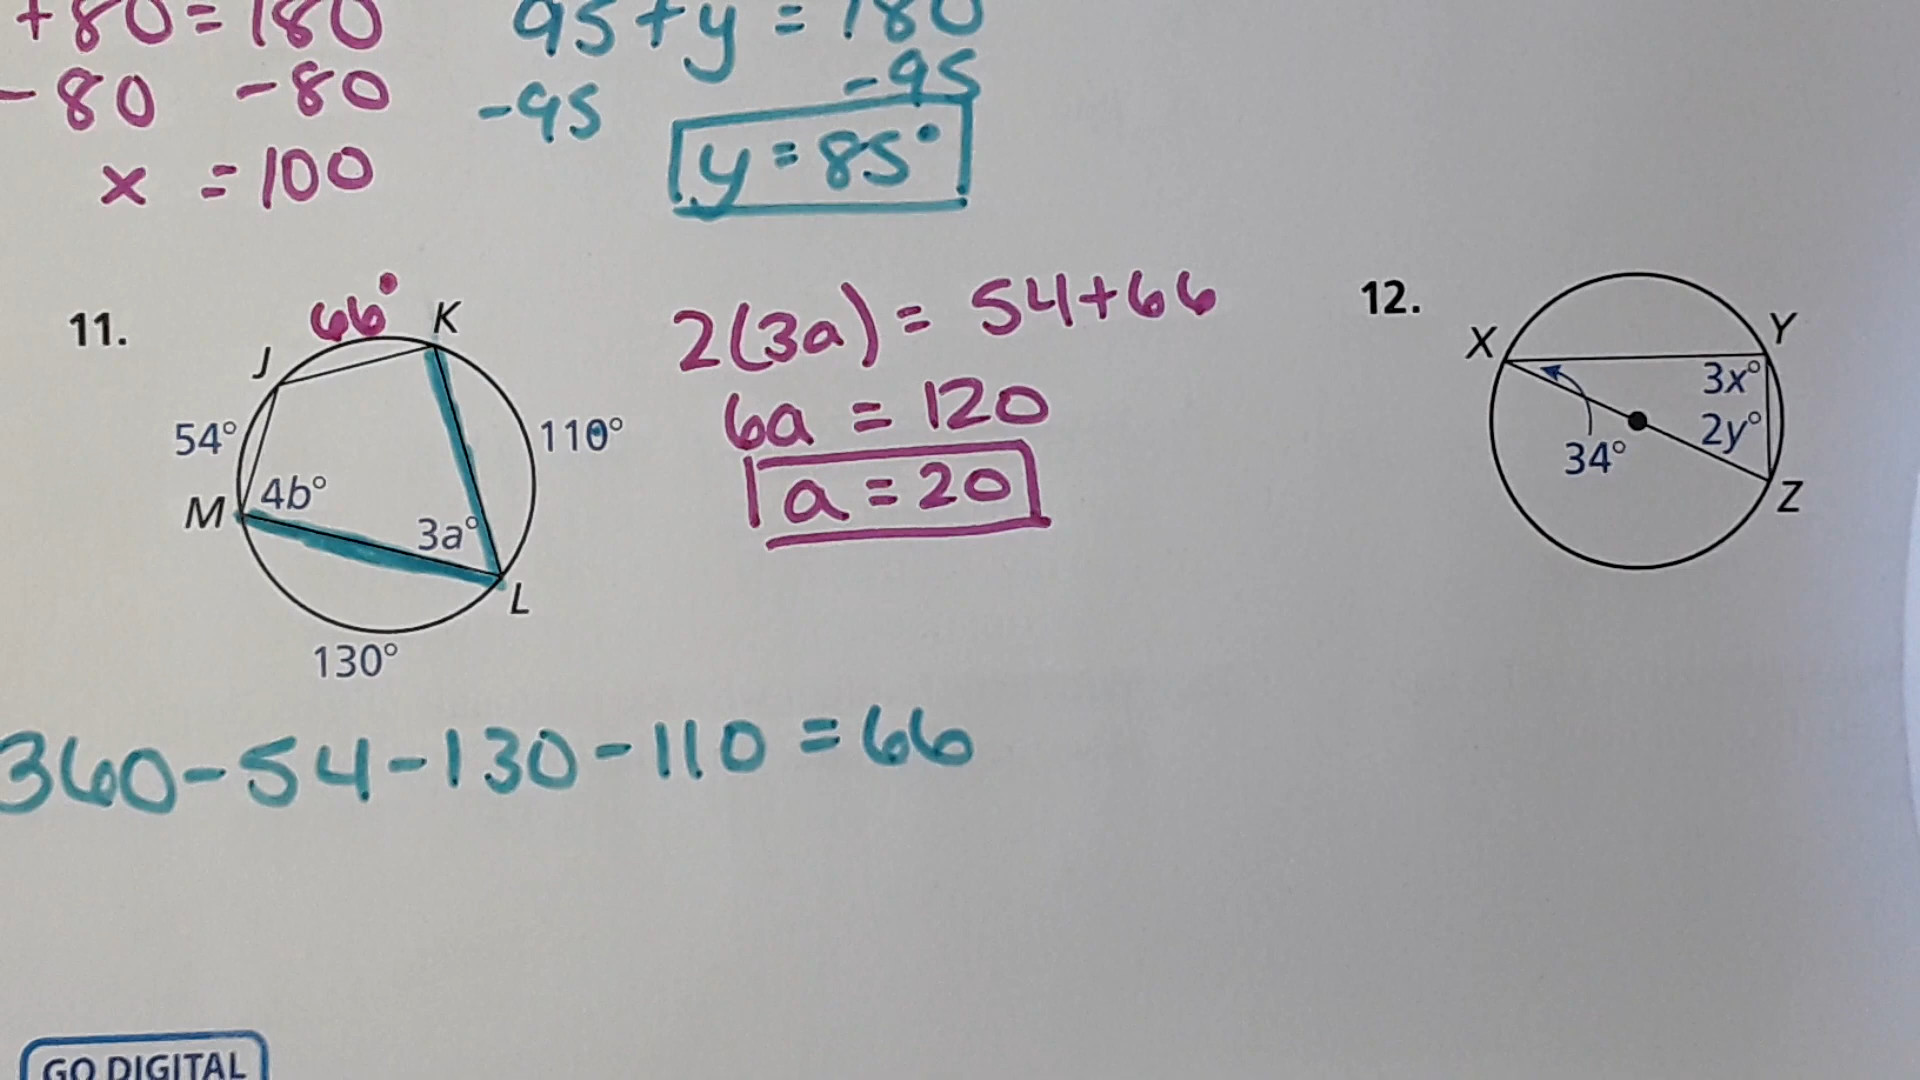 +80=180
-80 -80
x = 100
95+y = 180
-95 -95
y=85°
11.
66°
K
J
54°
110°
M
4b°
3a°
L
130°
2(3a)= 54+66
6a = 120
a=20
360-54-130-110=66
12.
X
Y
3x°
2y°
34°
Z
GO DIGITAL